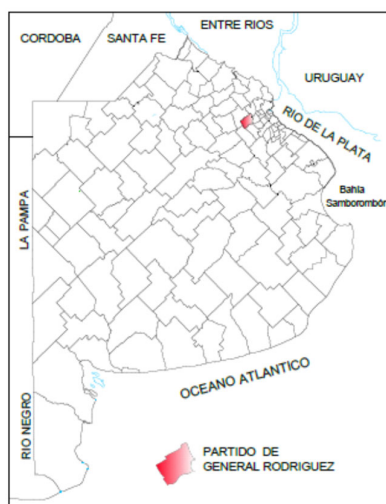 ENTRE RIOS
CORDOBA
SANTA FE
URUGUAY
RIO DE LA PLATA
LA PAMPA
Bahía
Samborombón
OCEANO ATLANTICO
RIO NEGRO
PARTIDO DE
GENERAL RODRIGUEZ